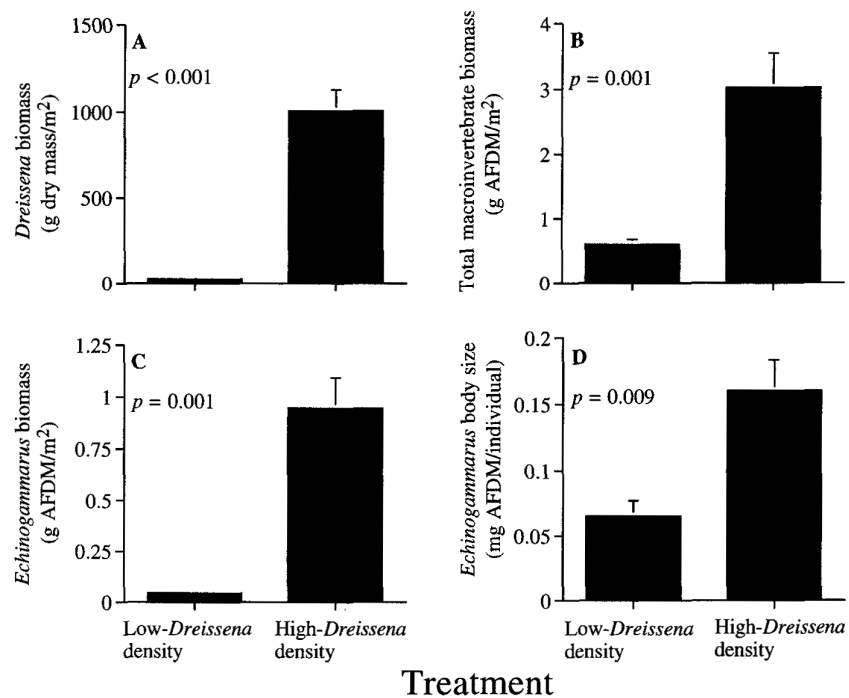 A
p < 0.001
Dreissena biomass
(g dry mass/m²)
1500
1000
500
0
B
p = 0.001
Total macroinvertebrate biomass
(g AFDM/m²)
4
3
2
1
0
C
p = 0.001
Echinogammarus biomass
(g AFDM/m²)
1.25
1
0.75
0.5
0.25
0
Low-Dreissena
density
High-Dreissena
density
D
p = 0.009
Echinogammarus body size
(mg AFDM/individual)
0.2
0.15
0.1
0.05
0
Low-Dreissena
density
High-Dreissena
density
Treatment